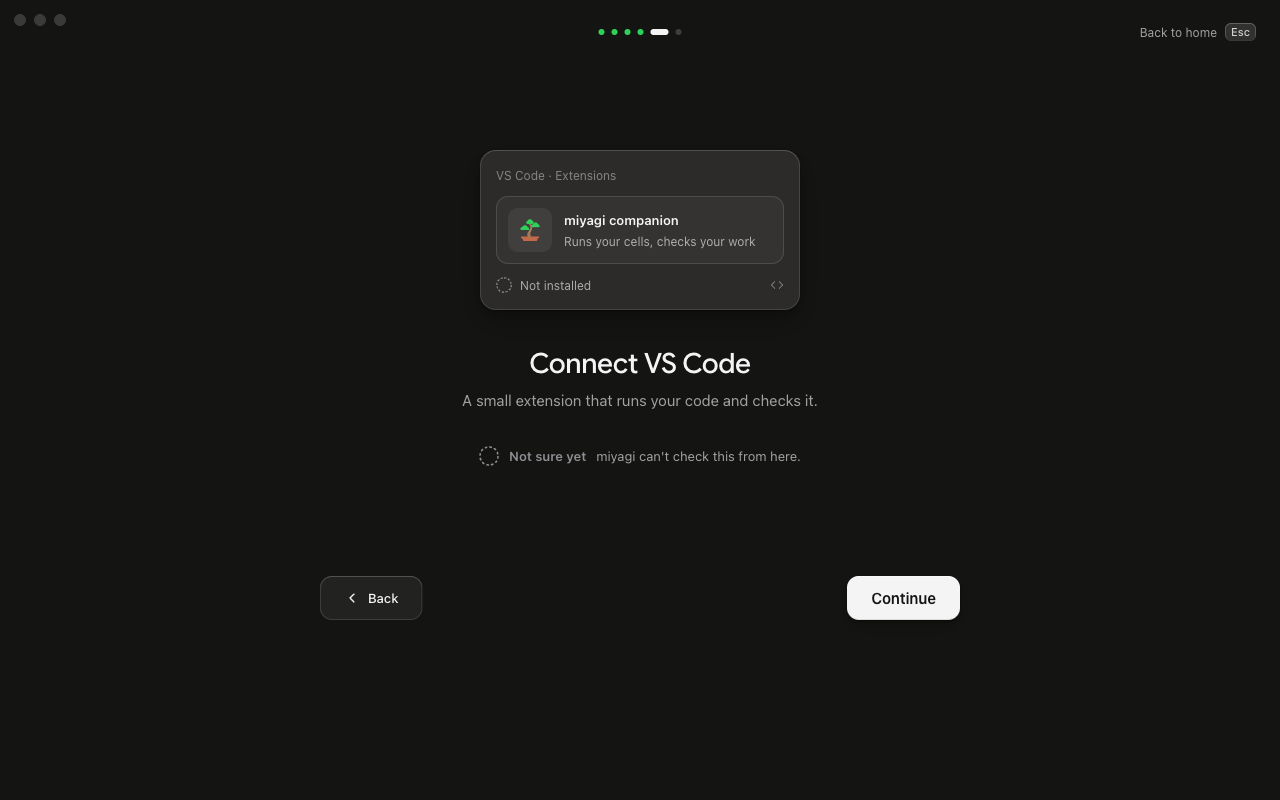 Back to home Esc
VS Code · Extensions
miyagi companion
Runs your cells, checks your work
Not installed
Connect VS Code
A small extension that runs your code and checks it.
Not sure yet miyagi can't check this from here.
Back
Continue